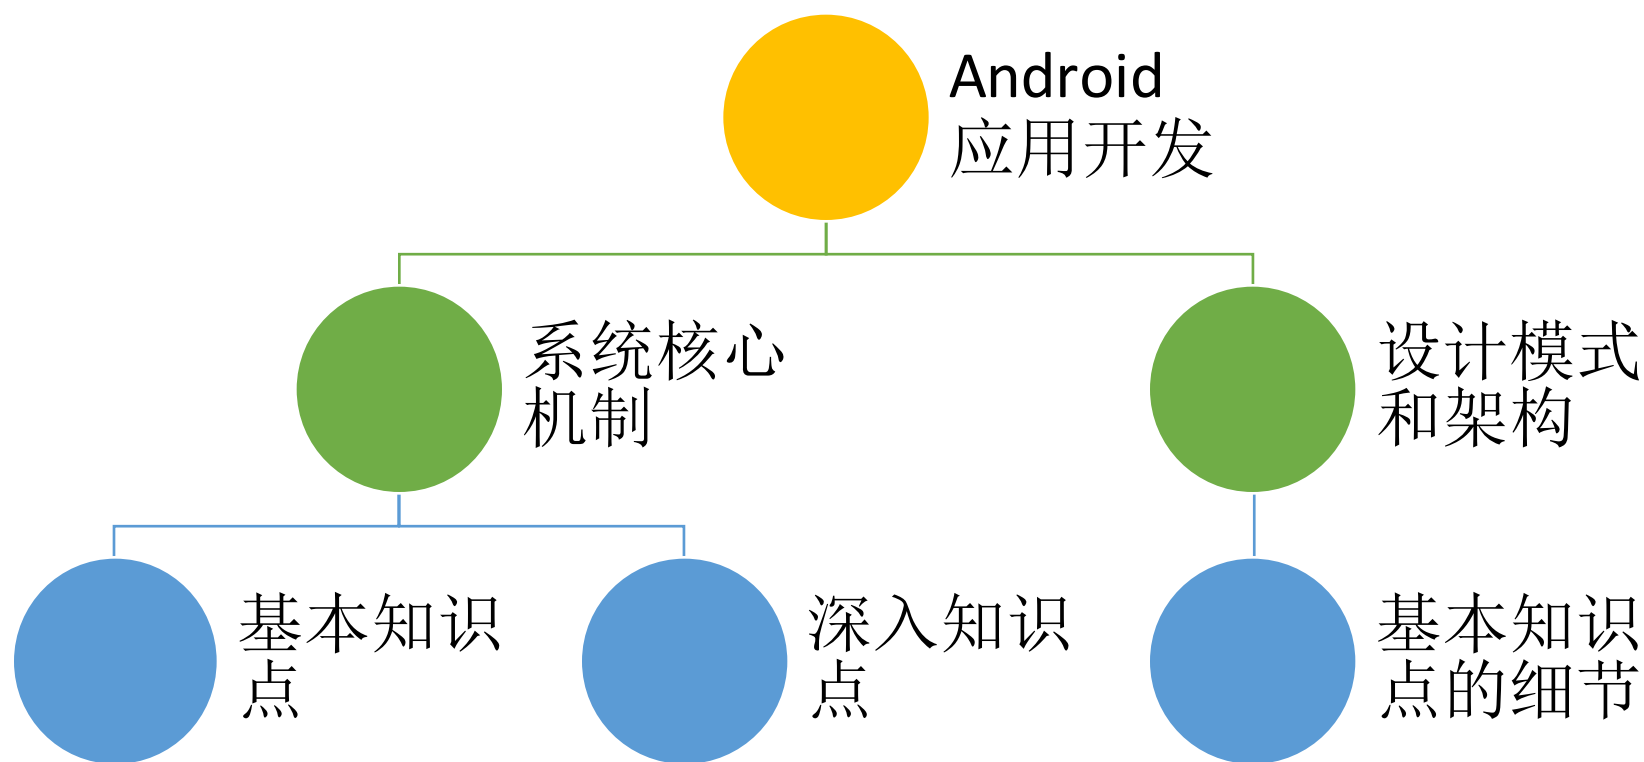 Android
应用开发
系统核心
机制
设计模式
和架构
基本知识
点
深入知识
点
基本知识
点的细节